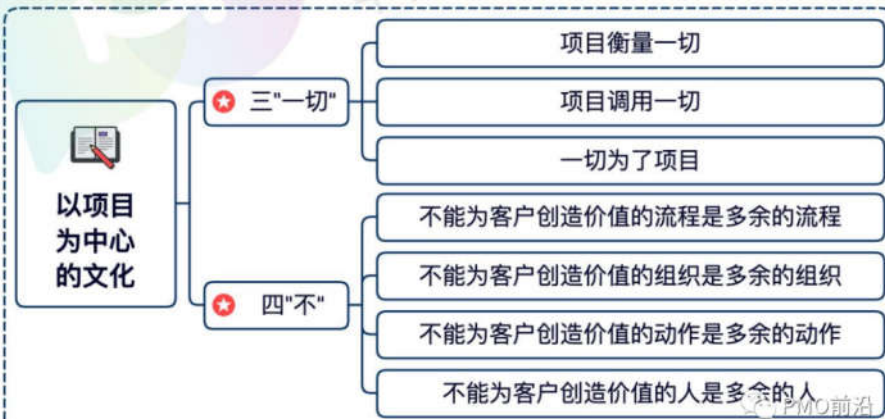 以项目
为中心
的文化
三"一切"
项目衡量一切
项目调用一切
一切为了项目
四"不"
不能为客户创造价值的流程是多余的流程
不能为客户创造价值的组织是多余的组织
不能为客户创造价值的动作是多余的动作
不能为客户创造价值的人是多余的人
PMO前沿